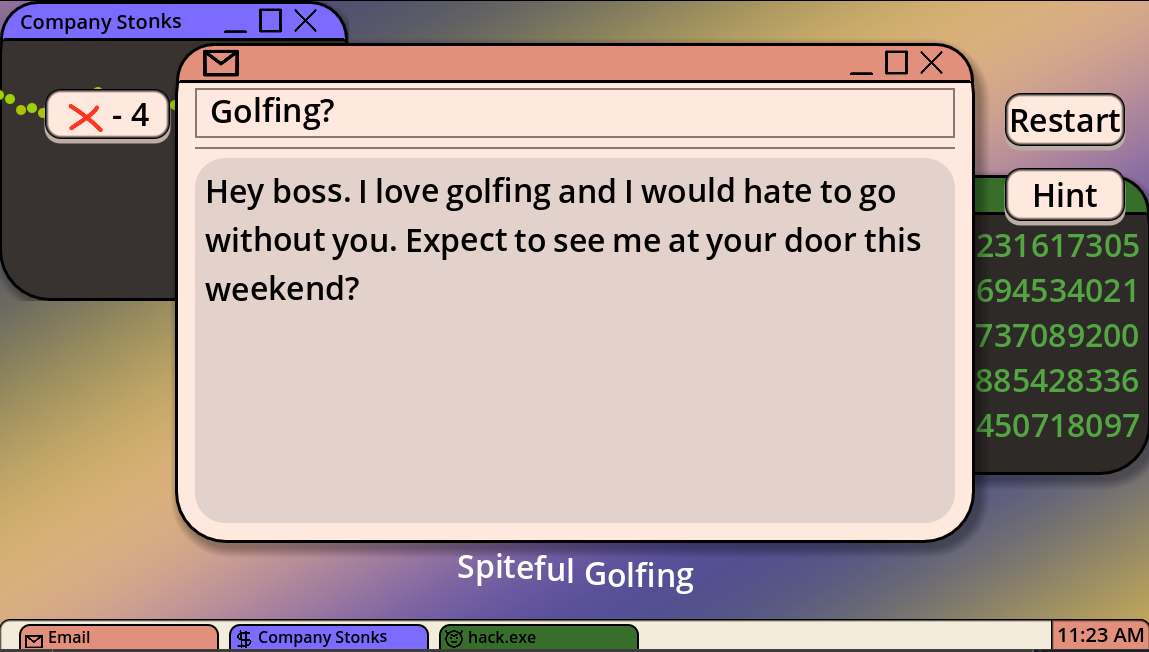 Company Stonks
- 4
Golfing?
Hey boss. I love golfing and I would hate to go
without you. Expect to see me at your door this
weekend?
Restart
Hint
231617305
694534021
737089200
885428336
450718097
Spiteful Golfing
Email
Company Stonks
hack.exe
11:23 AM